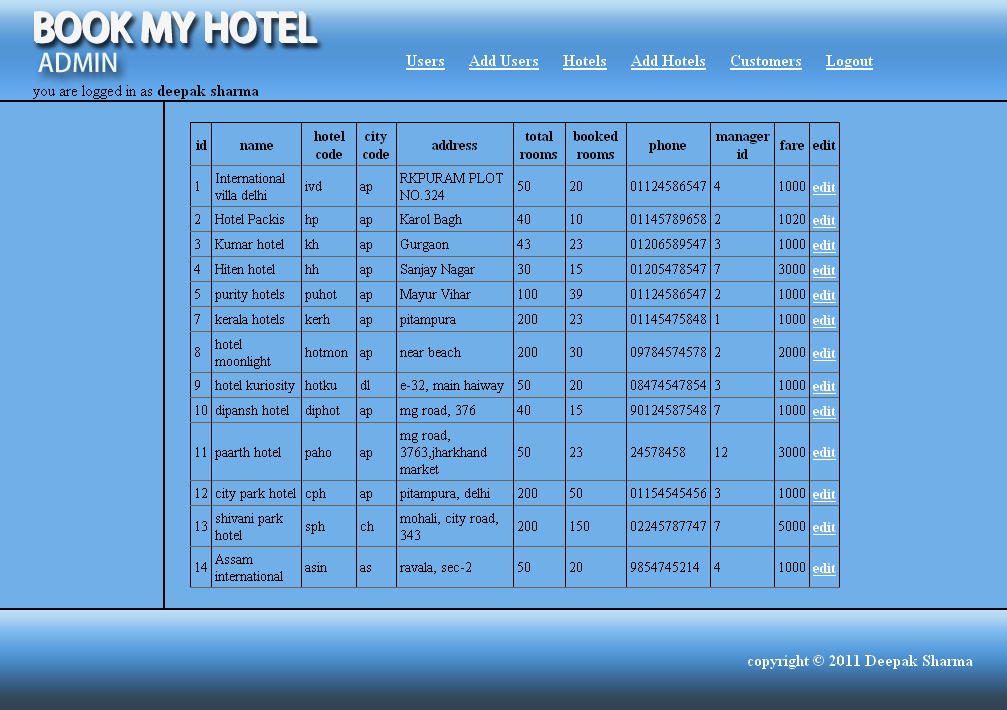 BOOK MY HOTEL
ADMIN
Users Add Users Hotels Add Hotels Customers Logout
you are logged in as deepak sharma
id name hotel code city code address total rooms booked rooms phone manager id fare edit
1 International villa delhi ivd ap RKPURAM PLOT NO.324 50 20 01124586547 4 1000 edit
2 Hotel Packis hp ap Karol Bagh 40 10 01145789658 2 1020 edit
3 Kumar hotel kh ap Gurgaon 43 23 01206589547 3 1000 edit
4 Hiten hotel hh ap Sanjay Nagar 30 15 01205478547 7 3000 edit
5 purity hotels puhot ap Mayur Vihar 100 39 01124586547 2 1000 edit
7 kerala hotels kerh ap pitampura 200 23 01145475848 1 1000 edit
8 hotel moonlight hotmon ap near beach 200 30 09784574578 2 2000 edit
9 hotel kuriosity hotku dl e-32, main haiway 50 20 08474547854 3 1000 edit
10 dipansh hotel diphot ap mg road, 376 40 15 90124587548 7 1000 edit
11 paarth hotel paho ap mg road, 3763,jharkhand market 50 23 24578458 12 3000 edit
12 city park hotel cph ap pitampura, delhi 200 50 01154545456 3 1000 edit
13 shivani park hotel sph ch mohali, city road, 343 200 150 02245787747 7 5000 edit
14 Assam international asin as ravala, sec-2 50 20 9854745214 4 1000 edit
copyright © 2011 Deepak Sharma